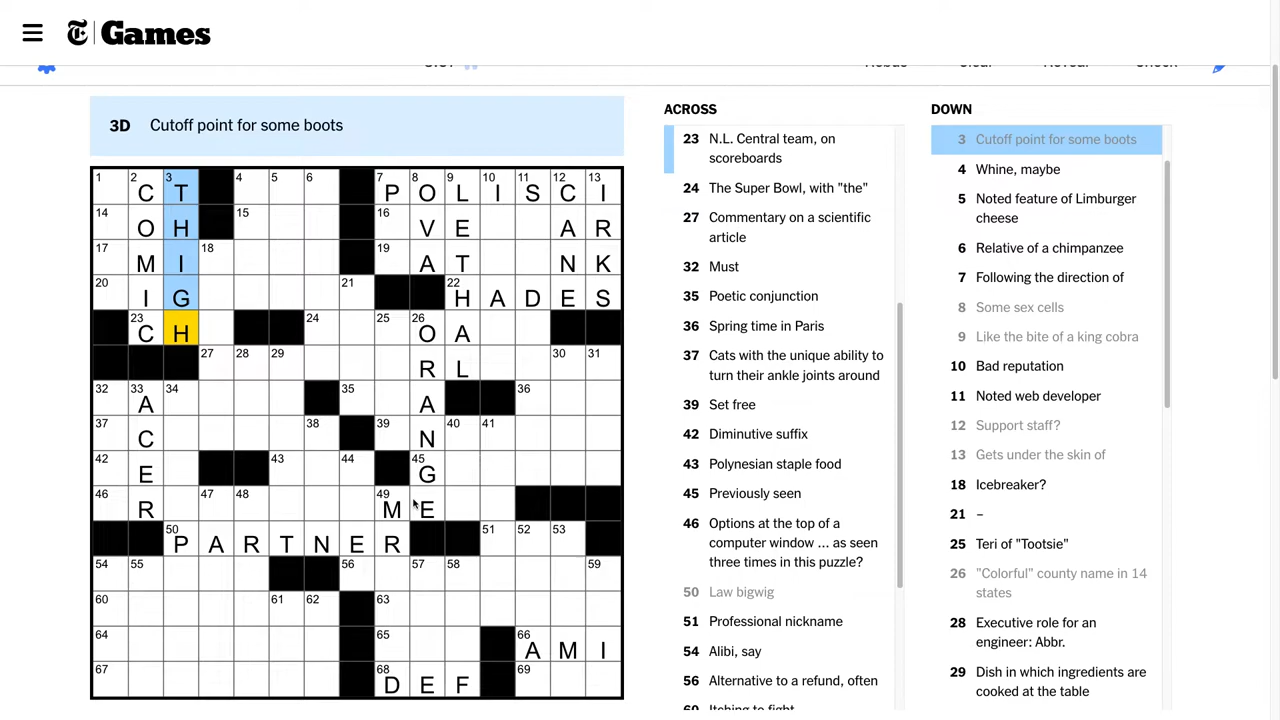 Games
3D Cutoff point for some boots
ACROSS
23 N.L. Central team, on
scoreboards
24 The Super Bowl, with "the"
27 Commentary on a scientific
article
32 Must
35 Poetic conjunction
36 Spring time in Paris
37 Cats with the unique ability to
turn their ankle joints around
39 Set free
42 Diminutive suffix
43 Polynesian staple food
45 Previously seen
46 Options at the top of a
computer window ... as seen
three times in this puzzle?
50 Law bigwig
51 Professional nickname
54 Alibi, say
56 Alternative to a refund, often
60 Itching to fight
DOWN
3 Cutoff point for some boots
4 Whine, maybe
5 Noted feature of Limburger
cheese
6 Relative of a chimpanzee
7 Following the direction of
8 Some sex cells
9 Like the bite of a king cobra
10 Bad reputation
11 Noted web developer
12 Support staff?
13 Gets under the skin of
18 Icebreaker?
21 –
25 Teri of "Tootsie"
26 "Colorful" county name in 14
states
28 Executive role for an
engineer: Abbr.
29 Dish in which ingredients are
cooked at the table
1 2 C 3 T 4 5 6 7 P 8 O 9 L 10 I 11 S 12 C 13 I
14 O H 15 16 V E A R
17 M I 18 19 A T N K S
20 I G 21 22 H A D E S
23 C H 24 25 26 O A
27 28 29 R L 30 31
32 33 A 34 35 A 36
37 C 38 39 N 40 41
42 E 43 44 45 G
46 R 47 48 49 M E
50 P A R T N E R 51 52 53
54 55 56 57 58 59
60 61 62 63
64 65 66 A M I
67 68 D E F 69